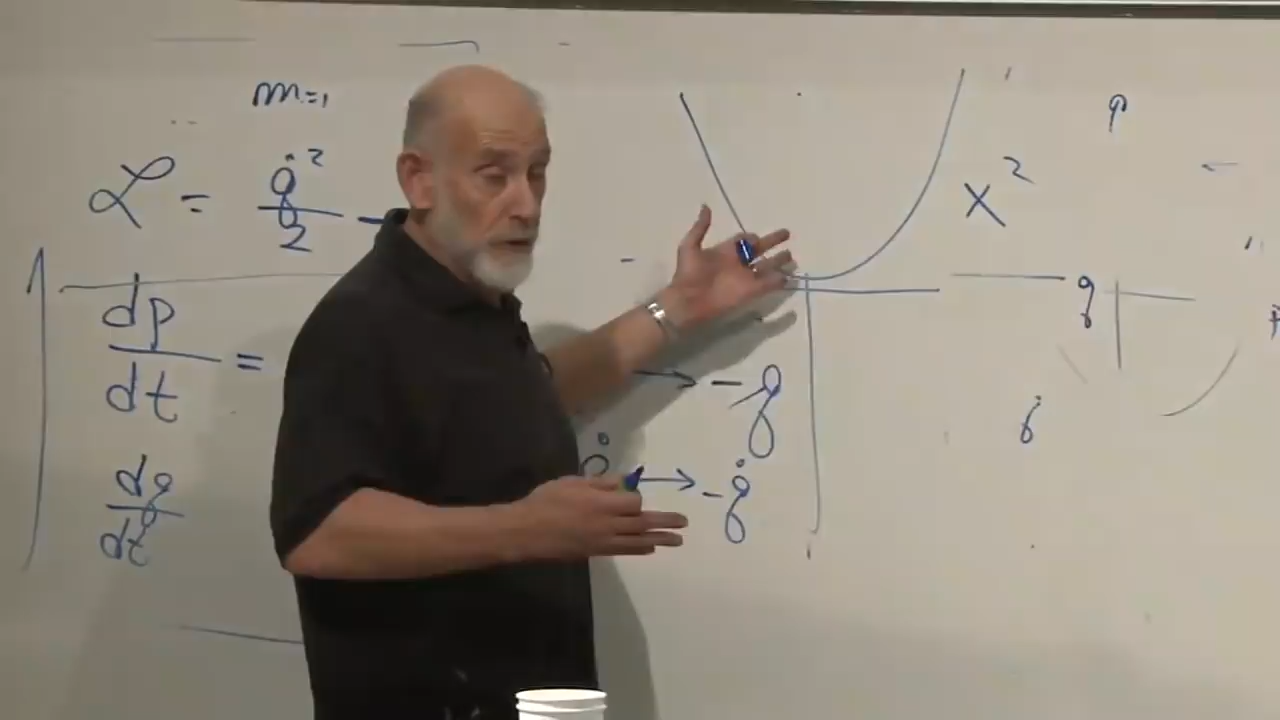 m=1
ℒ = q̇²/2 −
dp/dt =
→ −q
dq/dt
q̇ → −q̇
x²
q